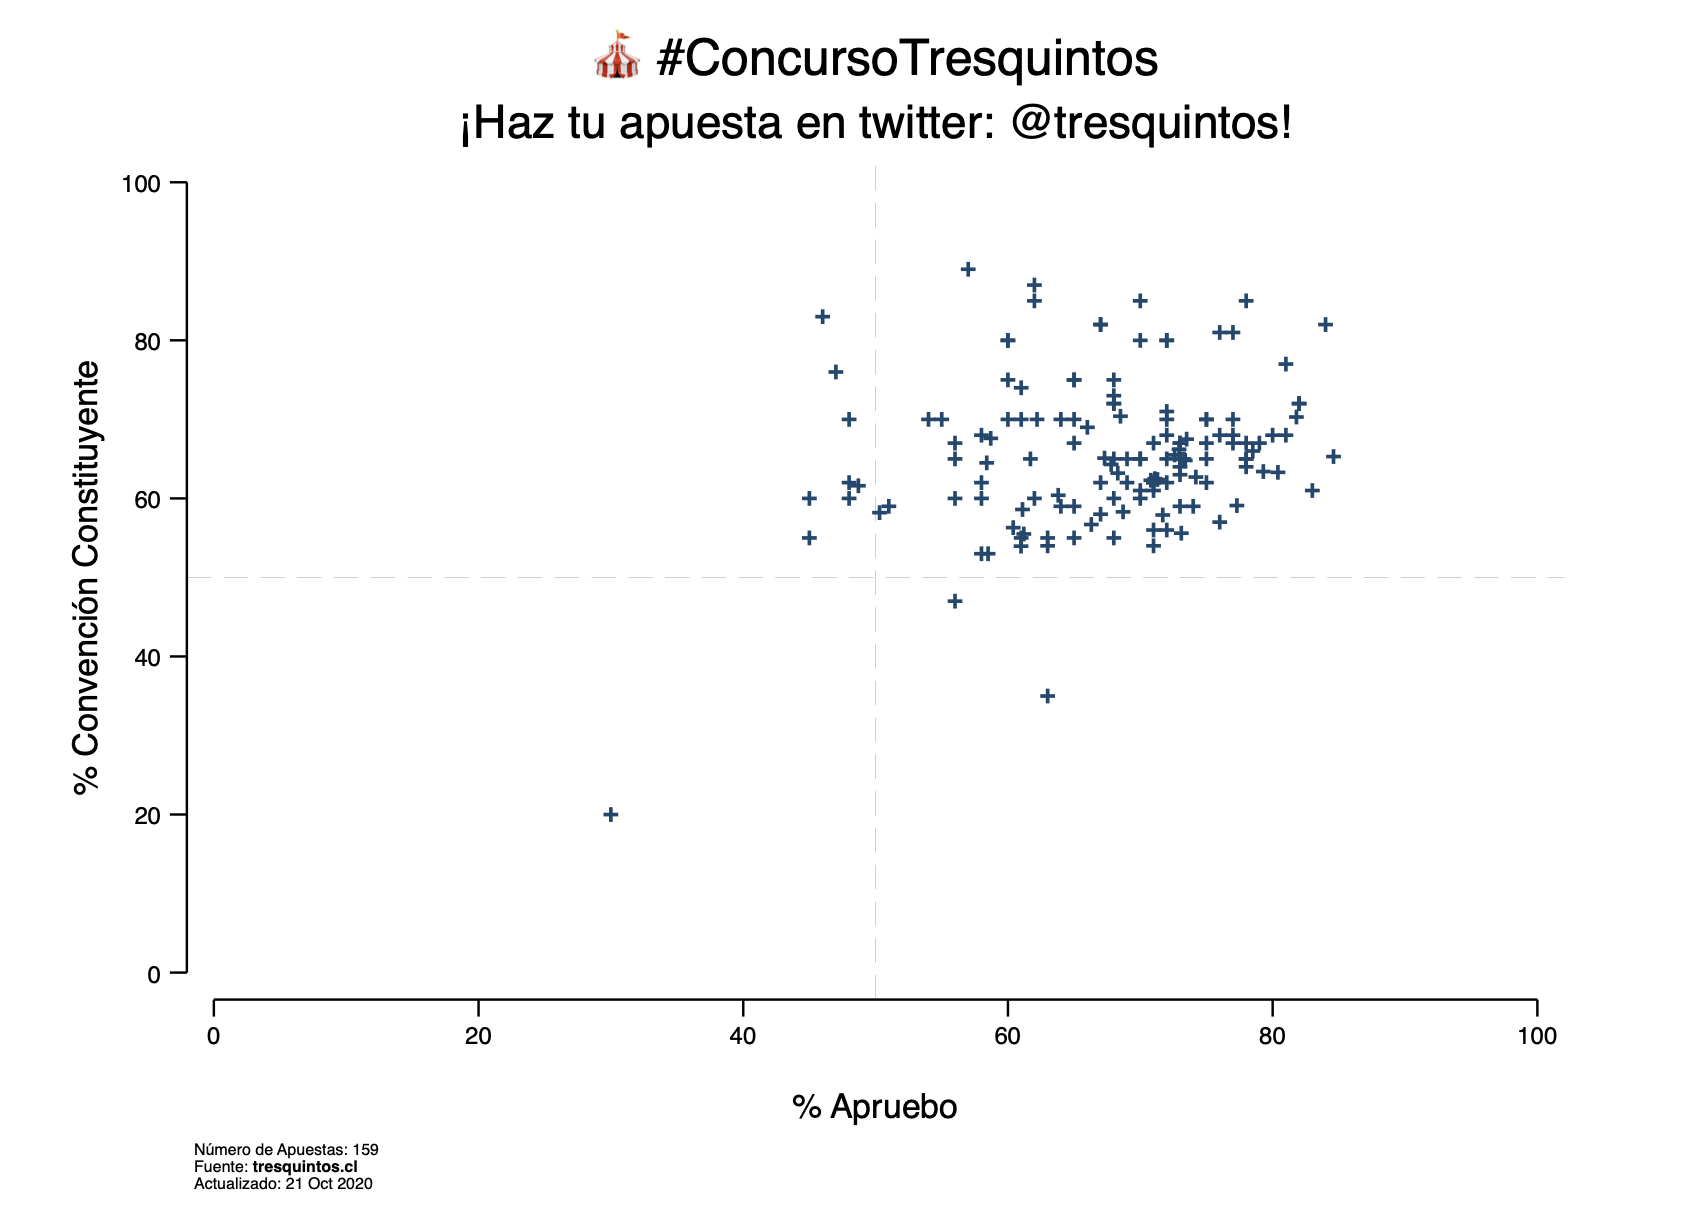 🎪 #ConcursoTresquintos
¡Haz tu apuesta en twitter: @tresquintos!
% Convención Constituyente
100
80
60
40
20
0
0 20 40 60 80 100
% Apruebo
Número de Apuestas: 159
Fuente: tresquintos.cl
Actualizado: 21 Oct 2020